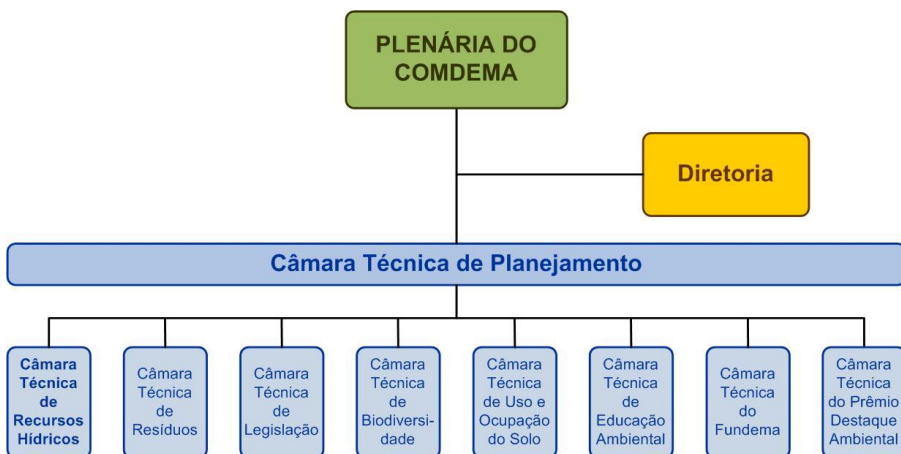 PLENÁRIA DO
COMDEMA
Diretoria
Câmara Técnica de Planejamento
Câmara
Técnica
de
Recursos
Hídricos
Câmara
Técnica
de
Resíduos
Câmara
Técnica
de
Legislação
Câmara
Técnica
de
Biodiversi-
dade
Câmara
Técnica
de Uso e
Ocupação
do Solo
Câmara
Técnica
de
Educação
Ambiental
Câmara
Técnica
do
Fundema
Câmara
Técnica
do Prêmio
Destaque
Ambiental